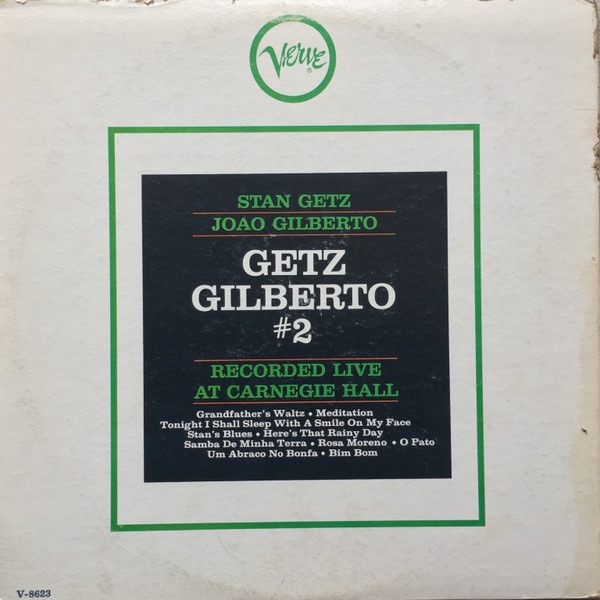 Verve
®
STAN GETZ
JOAO GILBERTO
GETZ
GILBERTO
#2
RECORDED LIVE
AT CARNEGIE HALL
Grandfather's Waltz • Meditation
Tonight I Shall Sleep With A Smile On My Face
Stan's Blues • Here's That Rainy Day
Samba De Minha Terra • Rosa Moreno • O Pato
Um Abraco No Bonfa • Bim Bom
V-8623